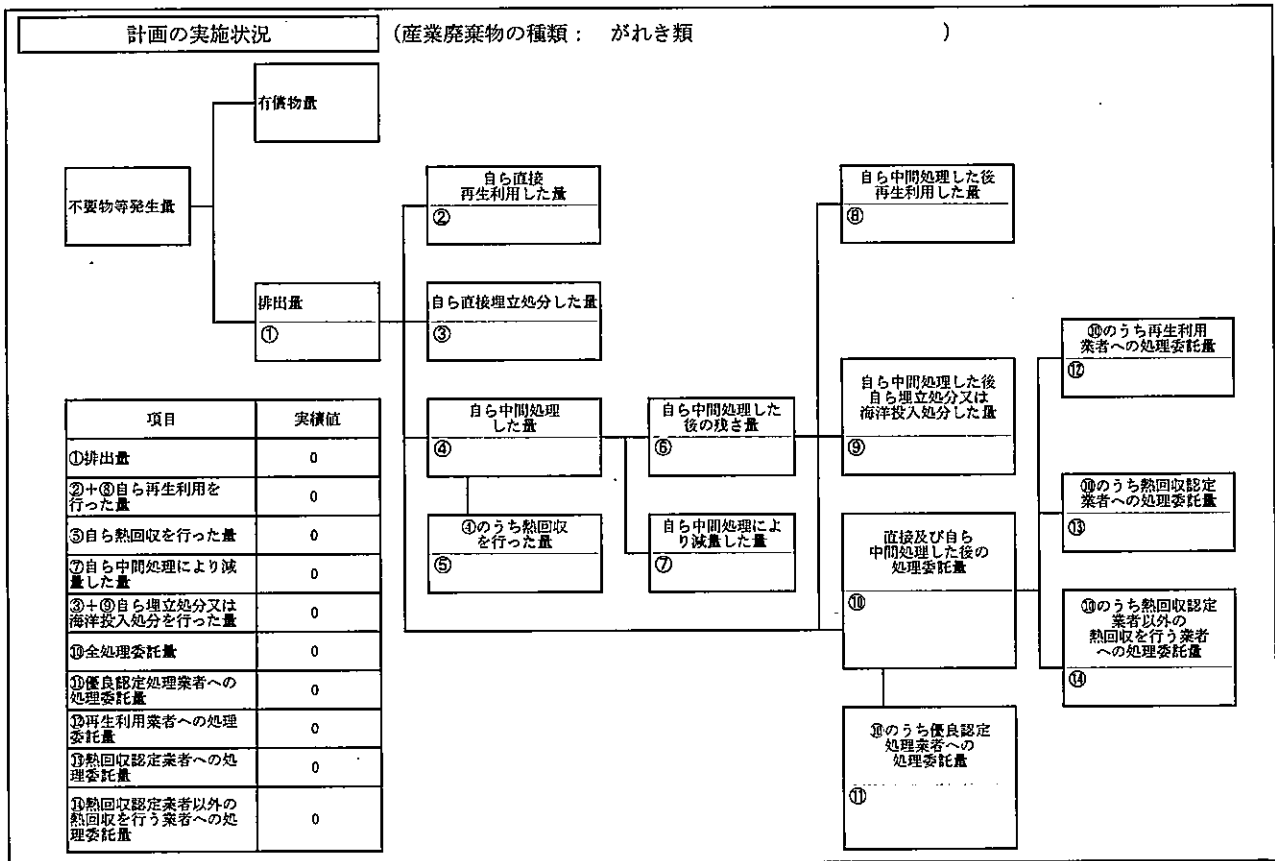 計画の実施状況
(産業廃棄物の種類： がれき類 )
有償物量
不要物等発生量
排出量
①
自ら直接
再生利用した量
②
自ら直接埋立処分した量
③
自ら中間処理
した量
④
④のうち熱回収
を行った量
⑤
自ら中間処理した
後の残さ量
⑥
自ら中間処理によ
り減量した量
⑦
自ら中間処理した後
再生利用した量
⑧
自ら中間処理した後
自ら埋立処分又は
海洋投入処分した量
⑨
直接及び自ら
中間処理した後の
処理委託量
⑩
⑩のうち優良認定
処理業者への
処理委託量
⑪
⑩のうち再生利用
業者への処理委託量
⑫
⑩のうち熱回収認定
業者への処理委託量
⑬
⑩のうち熱回収認定
業者以外の
熱回収を行う業者
への処理委託量
⑭
項目 実績値
①排出量 0
②+⑧自ら再生利用を
行った量 0
⑤自ら熱回収を行った量 0
⑦自ら中間処理により減
量した量 0
③+⑨自ら埋立処分又は
海洋投入処分を行った量 0
⑩全処理委託量 0
⑪優良認定処理業者への
処理委託量 0
⑫再生利用業者への処理
委託量 0
⑬熱回収認定業者への処
理委託量 0
⑭熱回収認定業者以外の
熱回収を行う業者への処
理委託量 0